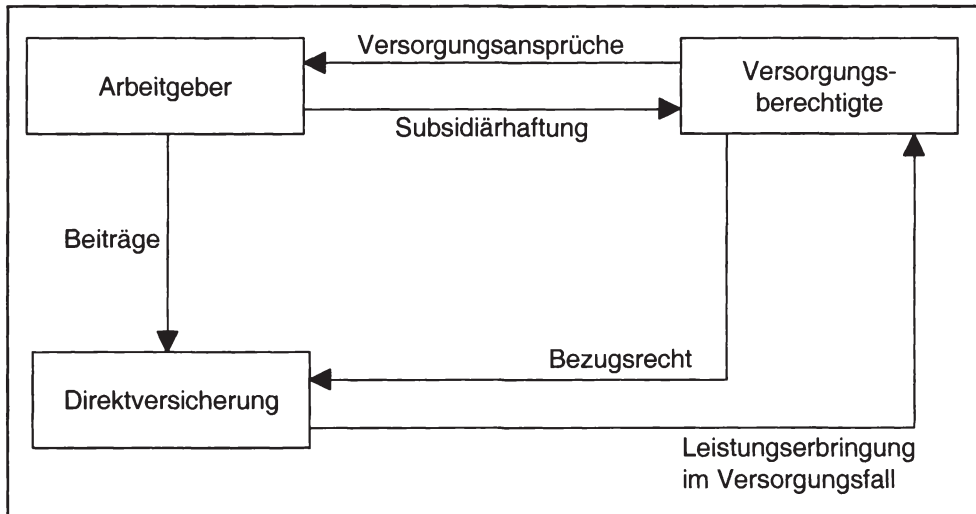 Versorgungsansprüche
Arbeitgeber
Versorgungs-
berechtigte
Subsidiärhaftung
Beiträge
Bezugsrecht
Direktversicherung
Leistungserbringung
im Versorgungsfall